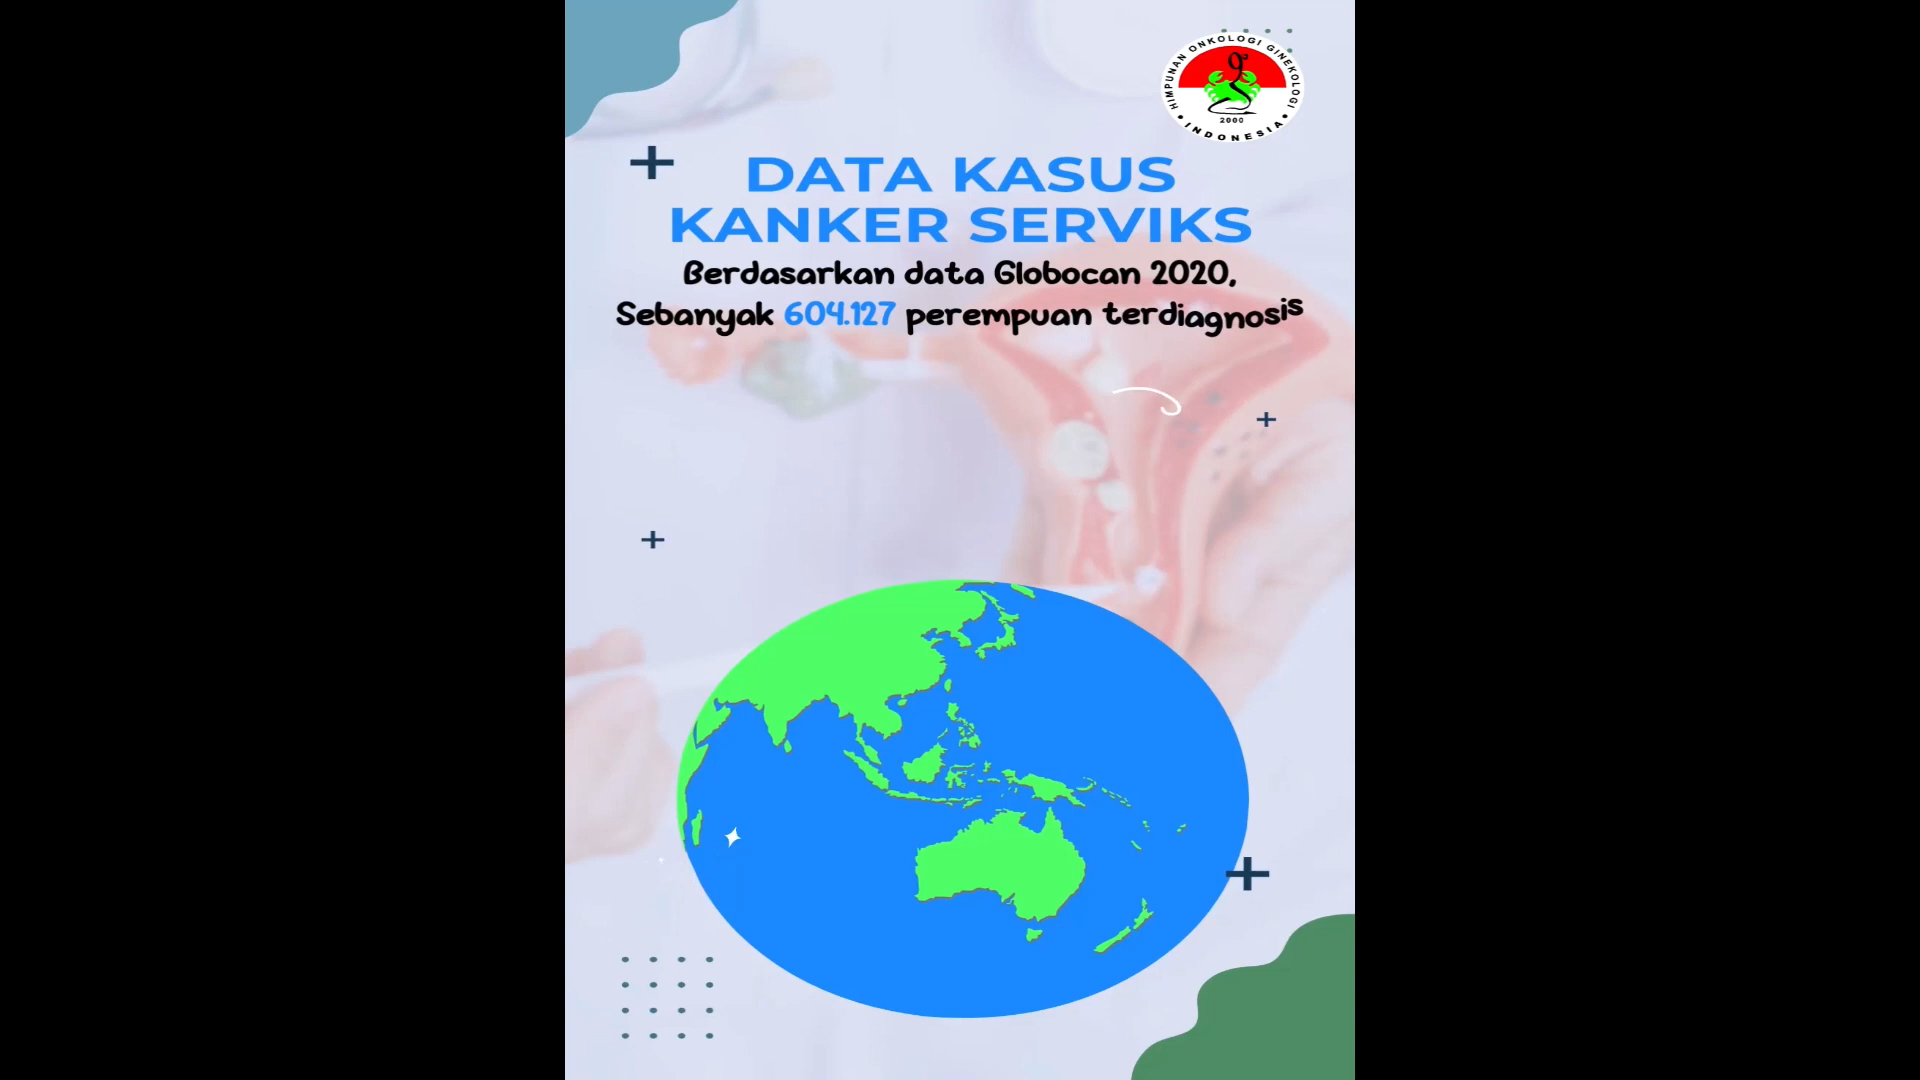 HIMPUNAN ONKOLOGI GINEKOLOGI
2000
INDONESIA
DATA KASUS
KANKER SERVIKS
Berdasarkan data Globocan 2020,
Sebanyak 604.127 perempuan terdiagnosis